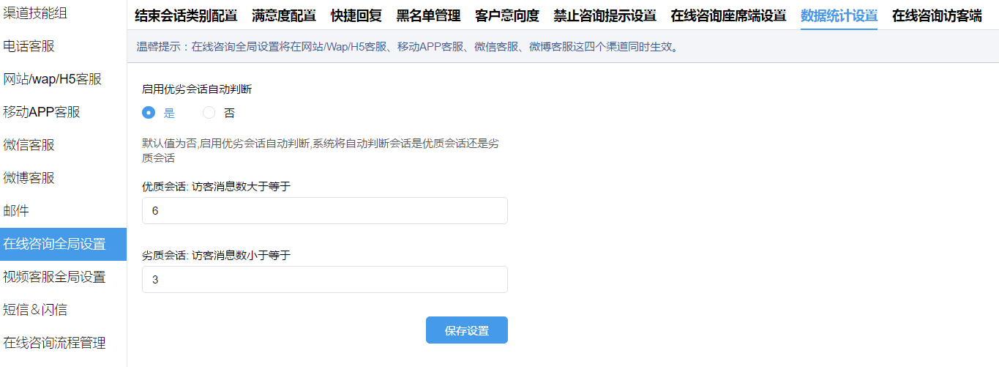 渠道技能组
电话客服
网站/wap/H5客服
移动APP客服
微信客服
微博客服
邮件
在线咨询全局设置
视频客服全局设置
短信＆闪信
在线咨询流程管理
结束会话类别配置 满意度配置 快捷回复 黑名单管理 客户意向度 禁止咨询提示设置 在线咨询座席端设置 数据统计设置 在线咨询访客端
温馨提示：在线咨询全局设置将在网站/Wap/H5客服、移动APP客服、微信客服、微博客服这四个渠道同时生效。
启用优劣会话自动判断
是 否
默认值为否,启用优劣会话自动判断,系统将自动判断会话是优质会话还是劣
质会话
优质会话: 访客消息数大于等于
6
劣质会话: 访客消息数小于等于
3
保存设置